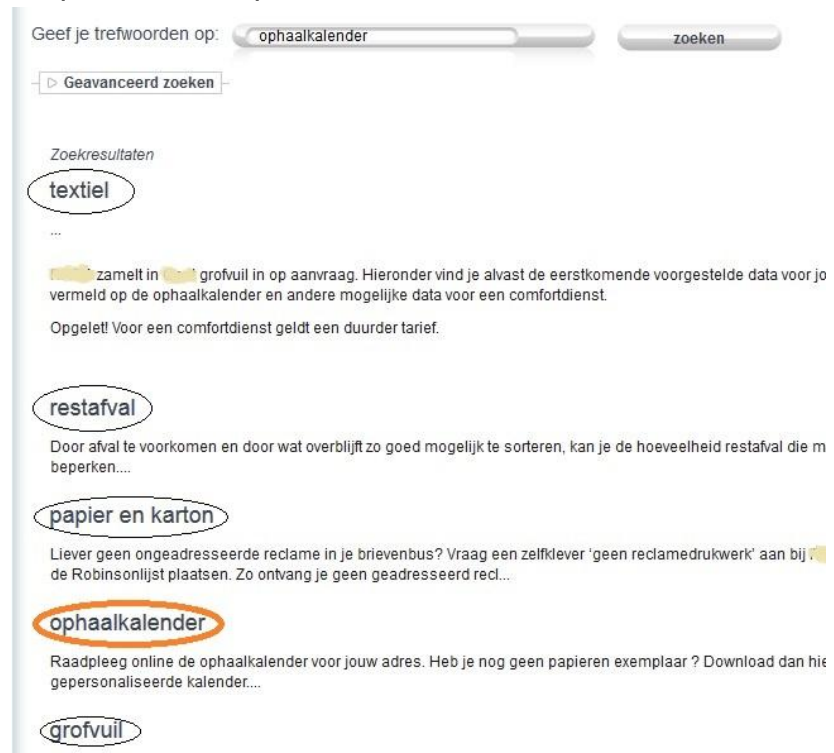 Geef je trefwoorden op: ophaalkalender zoeken
Geavanceerd zoeken
Zoekresultaten
textiel
...
zamelt in grofvuil in op aanvraag. Hieronder vind je alvast de eerstkomende voorgestelde data voor jo
vermeld op de ophaalkalender en andere mogelijke data voor een comfortdienst.
Opgelet! Voor een comfortdienst geldt een duurder tarief.
restafval
Door afval te voorkomen en door wat overblijft zo goed mogelijk te sorteren, kan je de hoeveelheid restafval die m
beperken....
papier en karton
Liever geen ongeadresseerde reclame in je brievenbus? Vraag een zelfklever ‘geen reclamedrukwerk’ aan bij
de Robinsonlijst plaatsen. Zo ontvang je geen geadresseerd recl...
ophaalkalender
Raadpleeg online de ophaalkalender voor jouw adres. Heb je nog geen papieren exemplaar ? Download dan hie
gepersonaliseerde kalender....
grofvuil